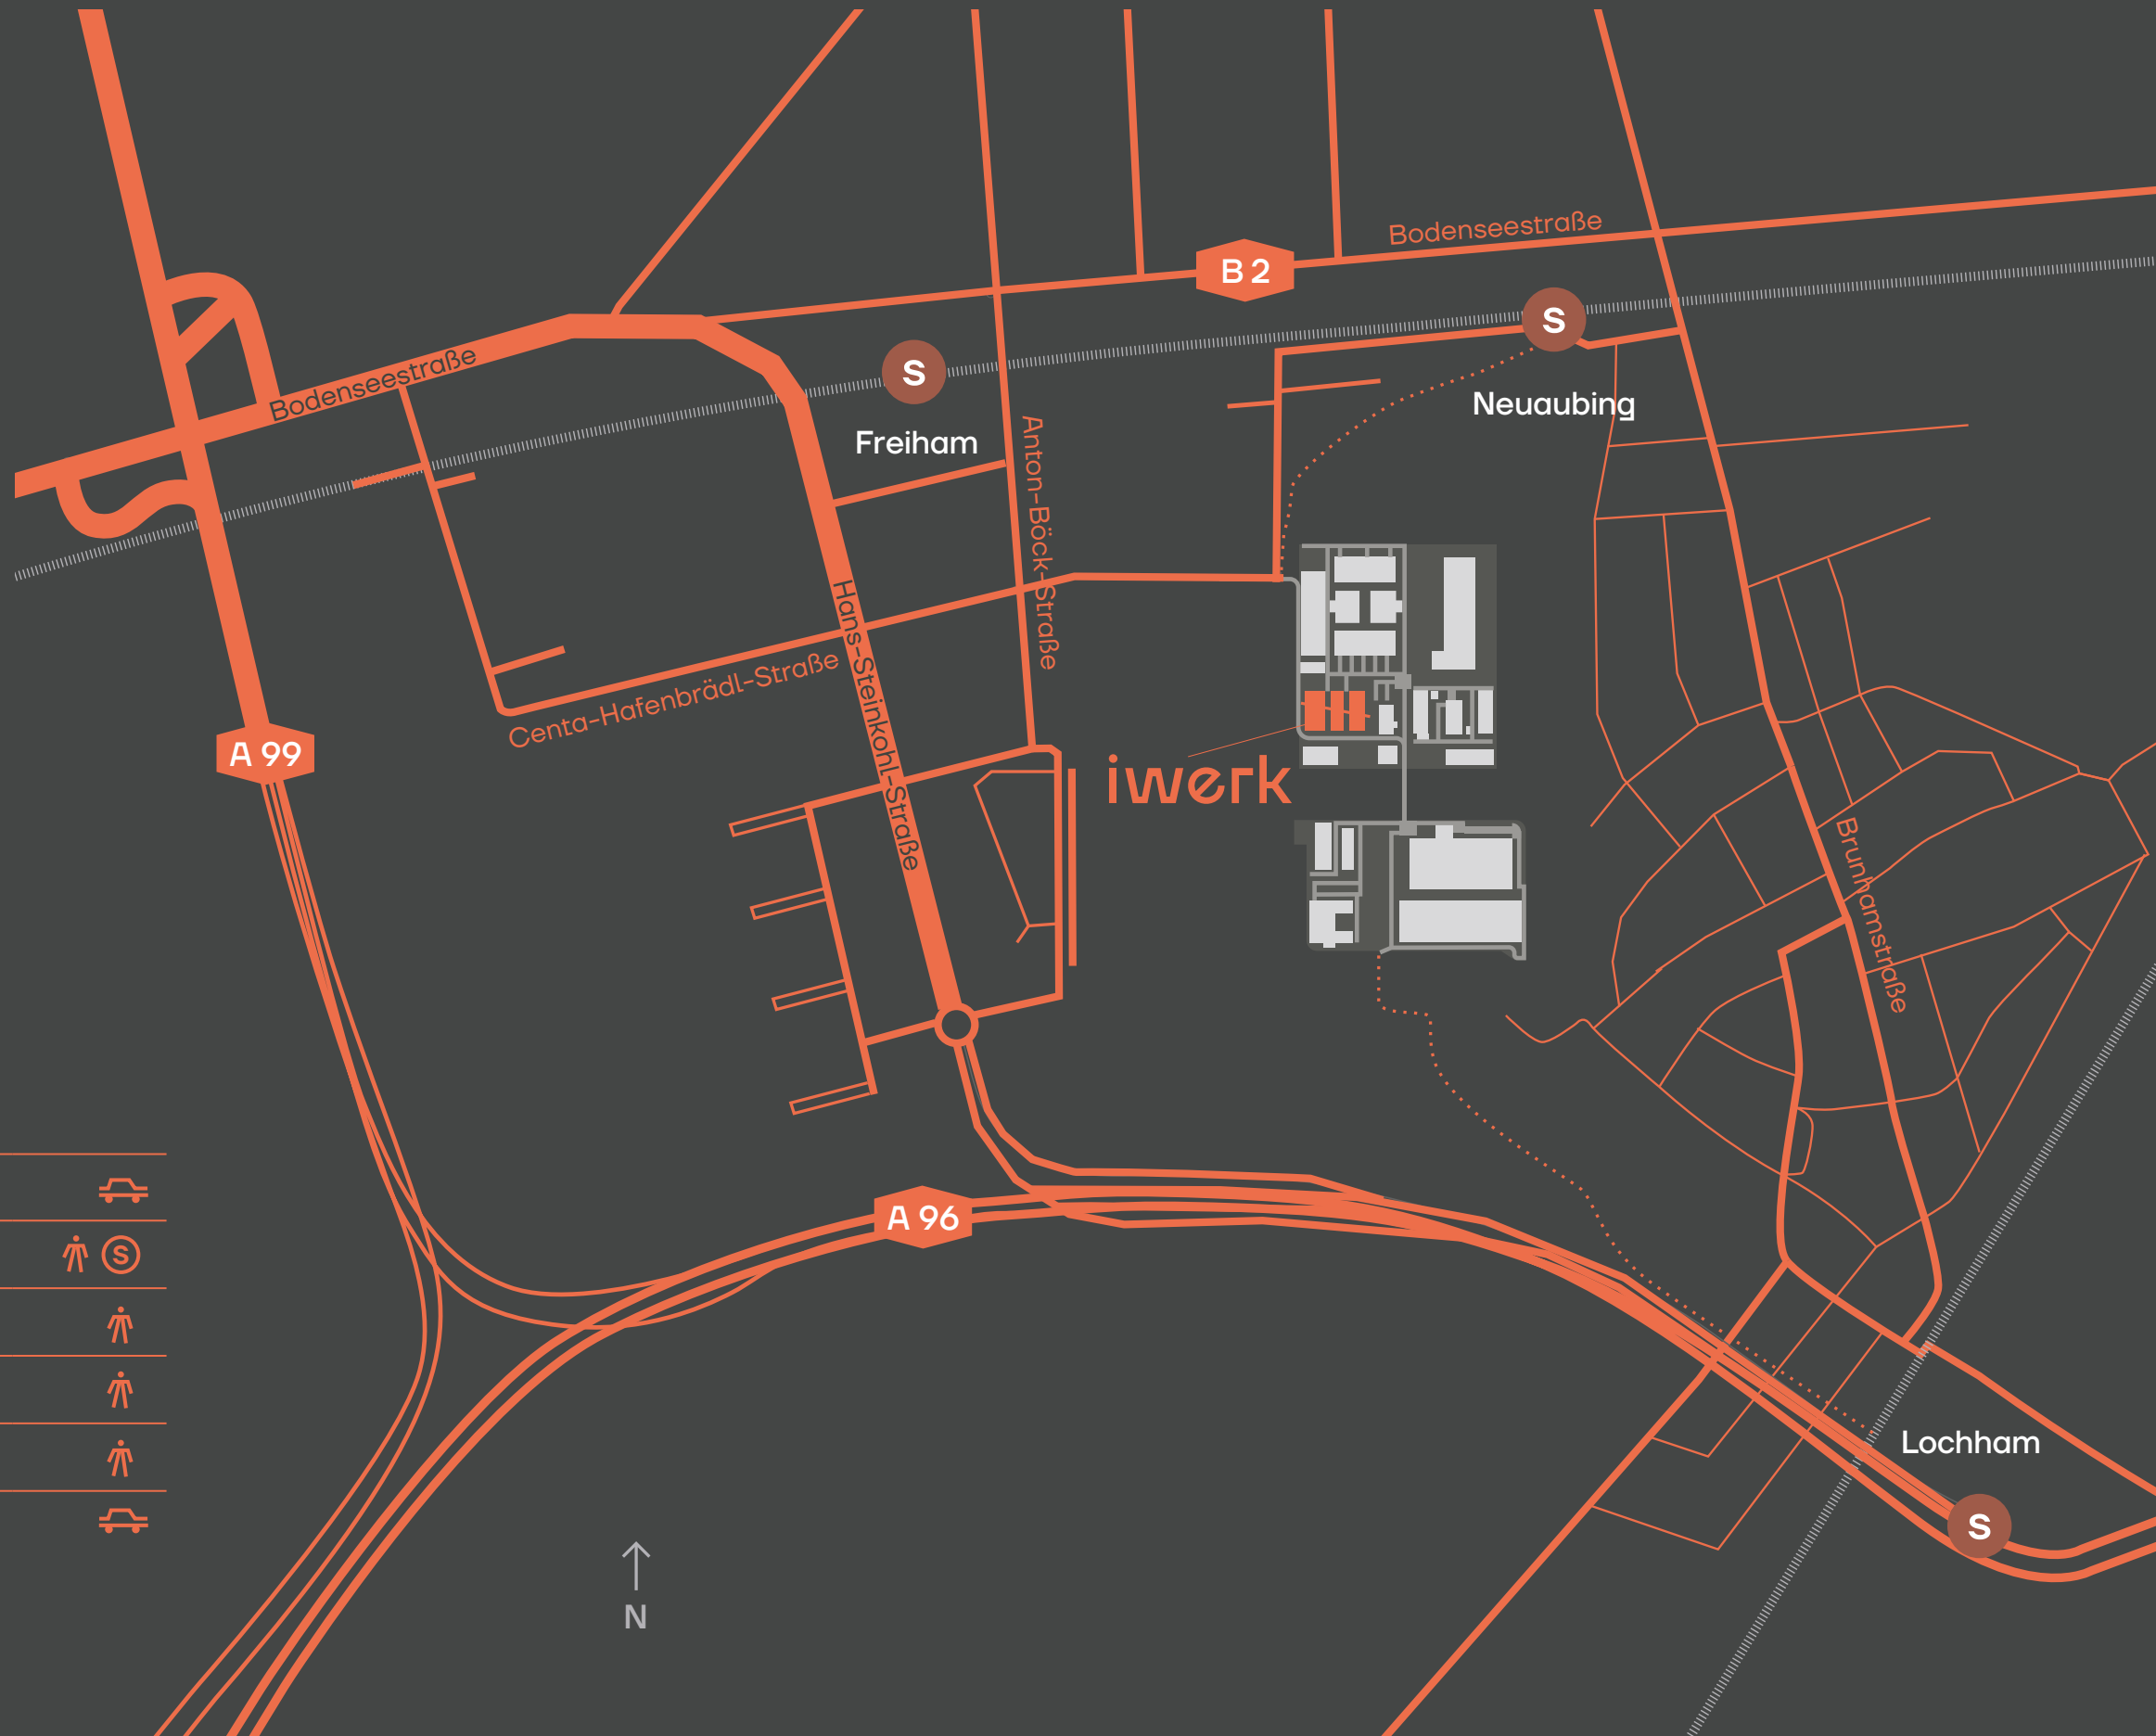 Bodenseestraße
B 2
S
Bodenseestraße
S
Neuaubing
Freiham
Anton-Böck-Straße
Hans-Steinkohl-Straße
Centa-Hafenbrädl-Straße
A 99
iwerk
Brunhamstraße
A 96
S
Lochham
S
N